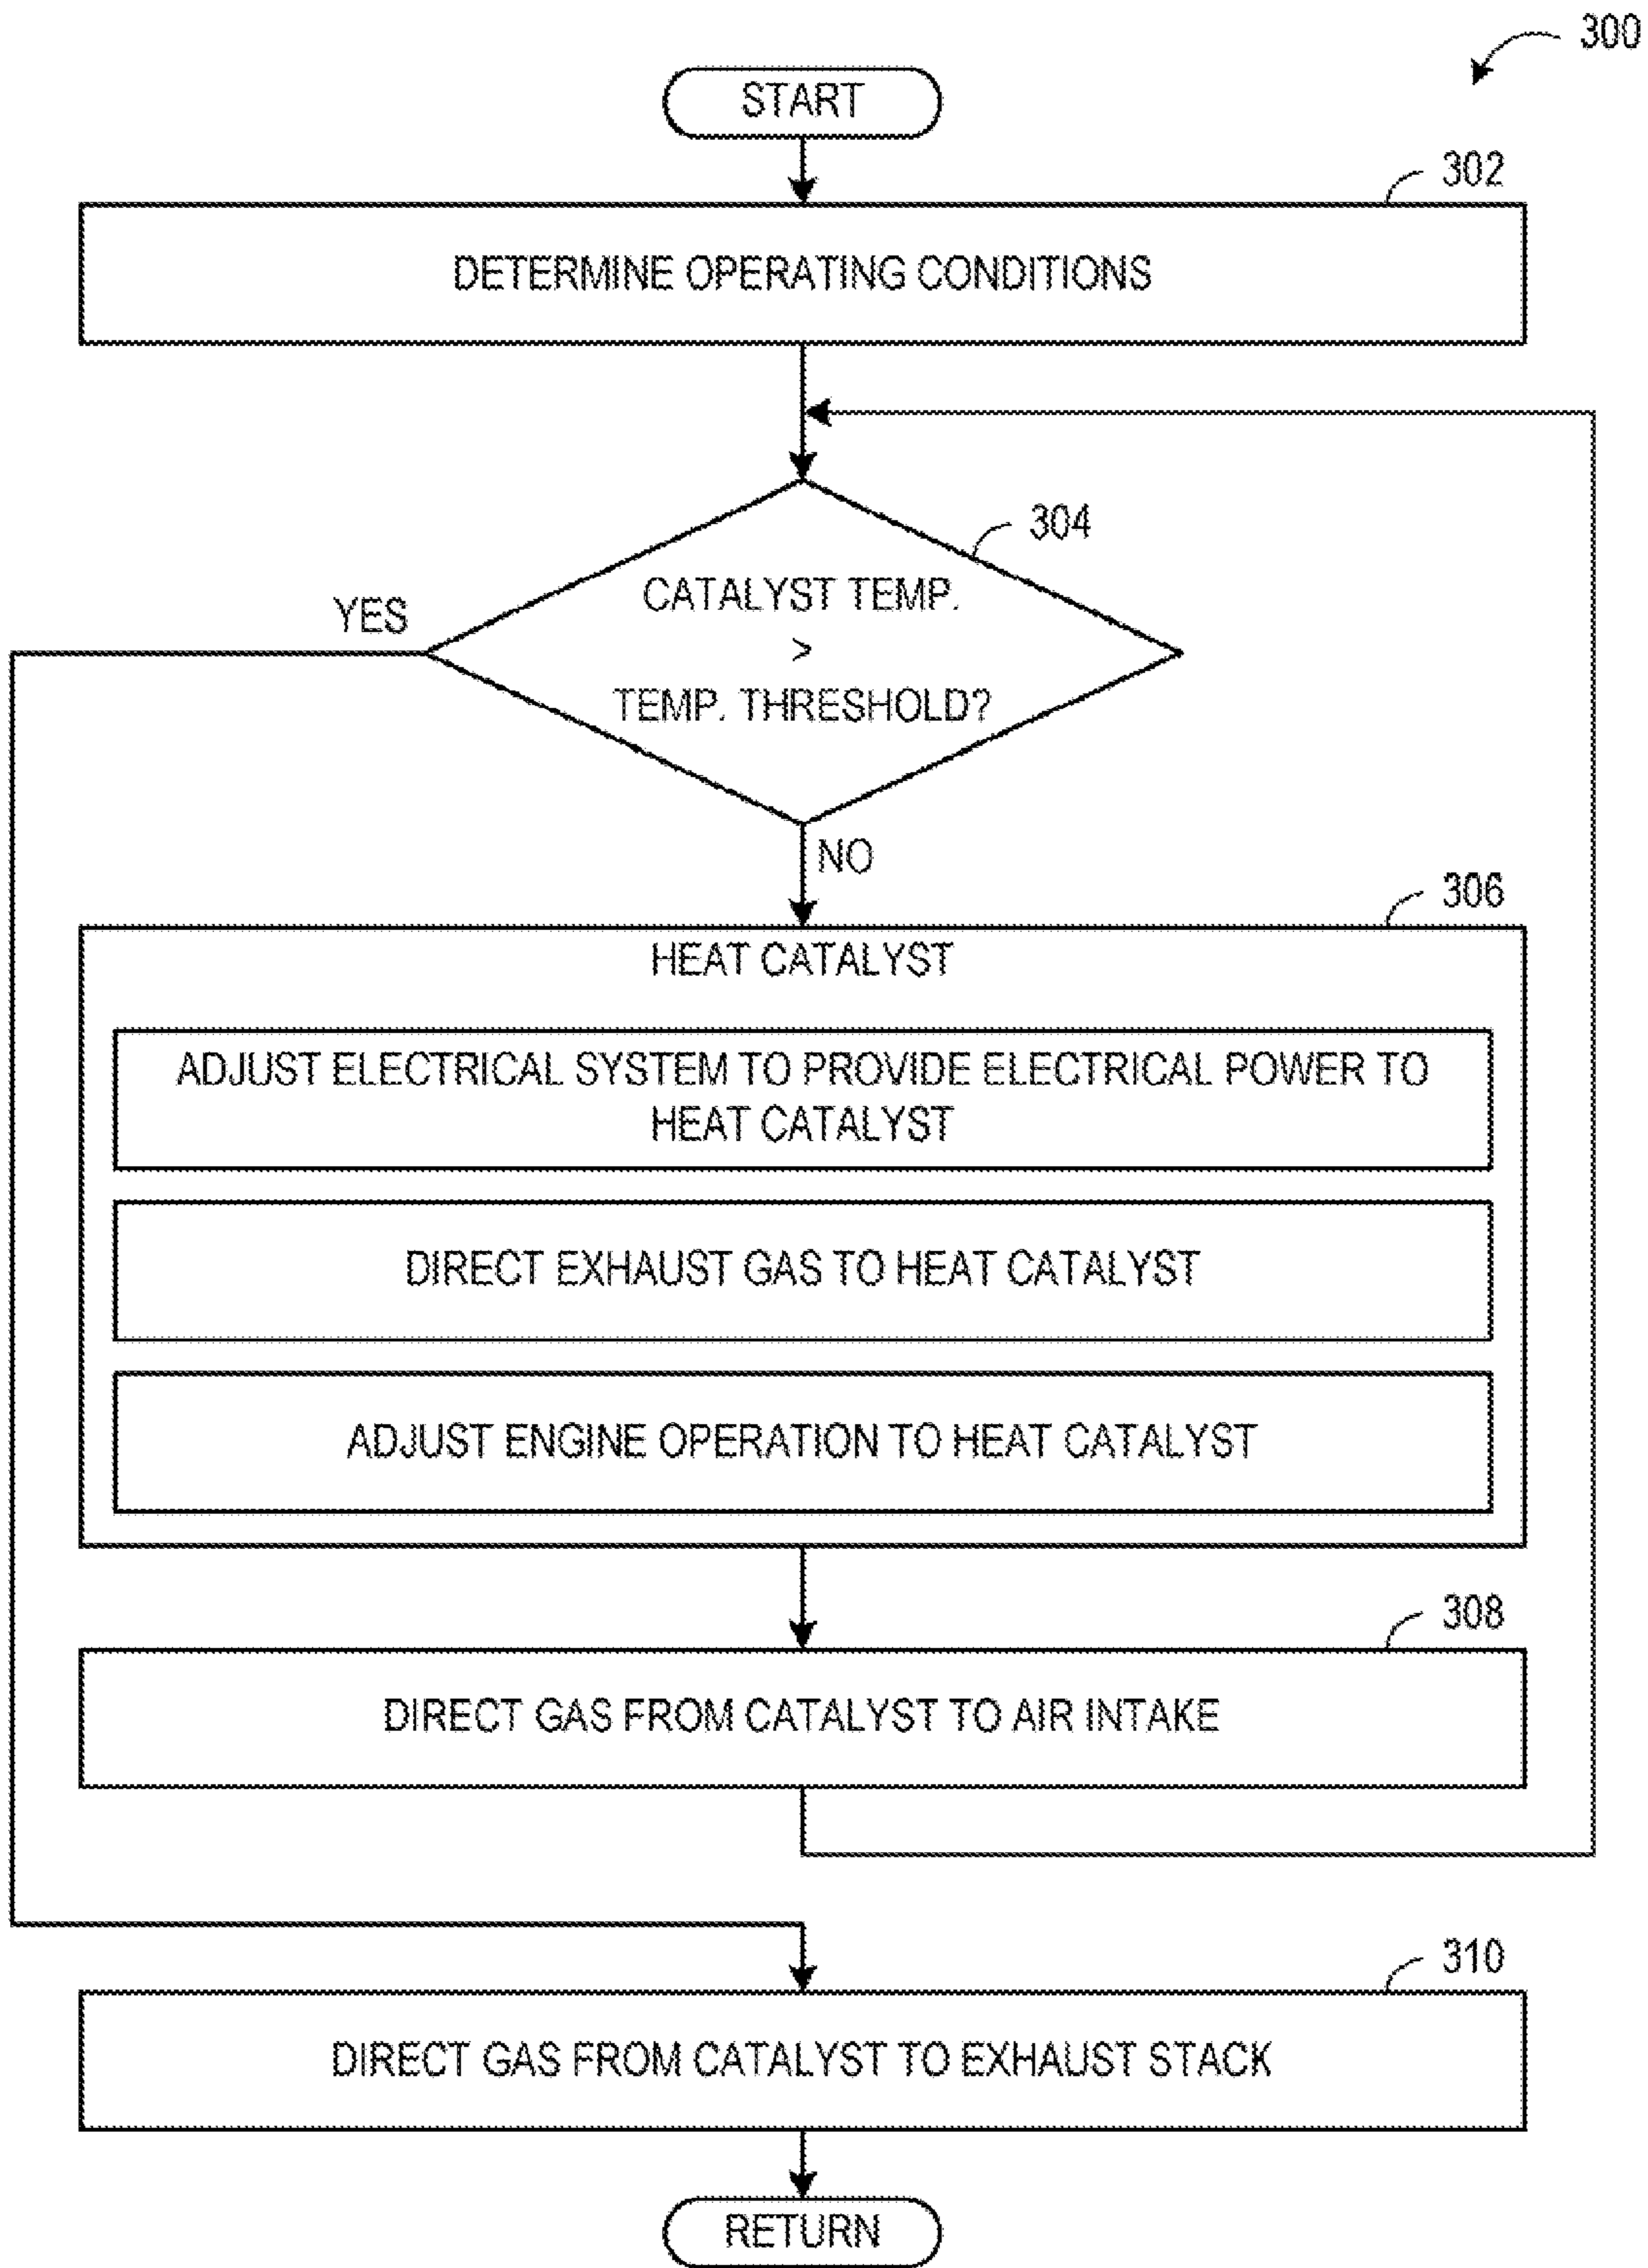 300
START
302
DETERMINE OPERATING CONDITIONS
304
CATALYST TEMP.
>
TEMP. THRESHOLD?
YES
NO
306
HEAT CATALYST
ADJUST ELECTRICAL SYSTEM TO PROVIDE ELECTRICAL POWER TO
HEAT CATALYST
DIRECT EXHAUST GAS TO HEAT CATALYST
ADJUST ENGINE OPERATION TO HEAT CATALYST
308
DIRECT GAS FROM CATALYST TO AIR INTAKE
310
DIRECT GAS FROM CATALYST TO EXHAUST STACK
RETURN